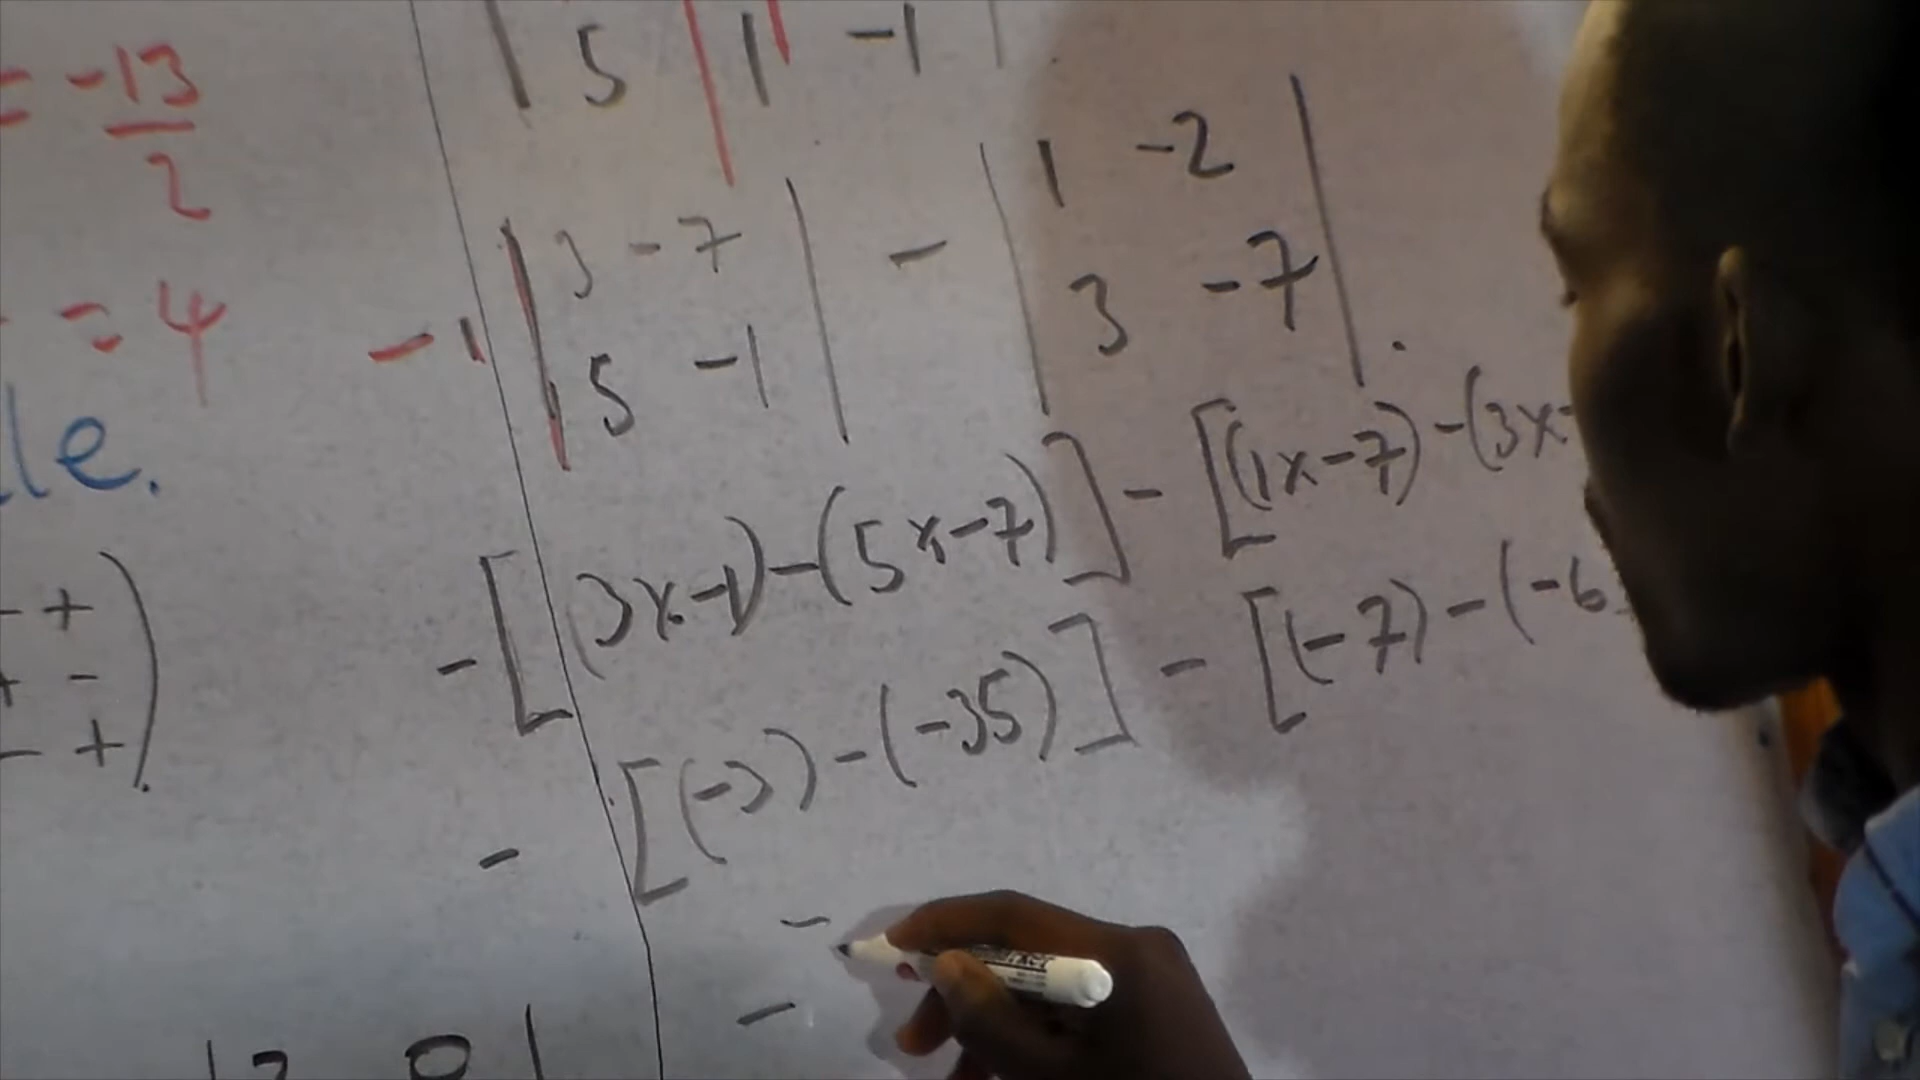 = -13
2
= 4
le.
- +
+ -
- +
| 5 | 1 -1 |
| 3 -7 | - | 1 -2 |
- 1 | 5 -1 | | 3 -7 | .
- [(3x-1) - (5x-7)] - [(1x-7) - (3x-
- [(-3) - (-35)] - [(-7) - (-6
-
-